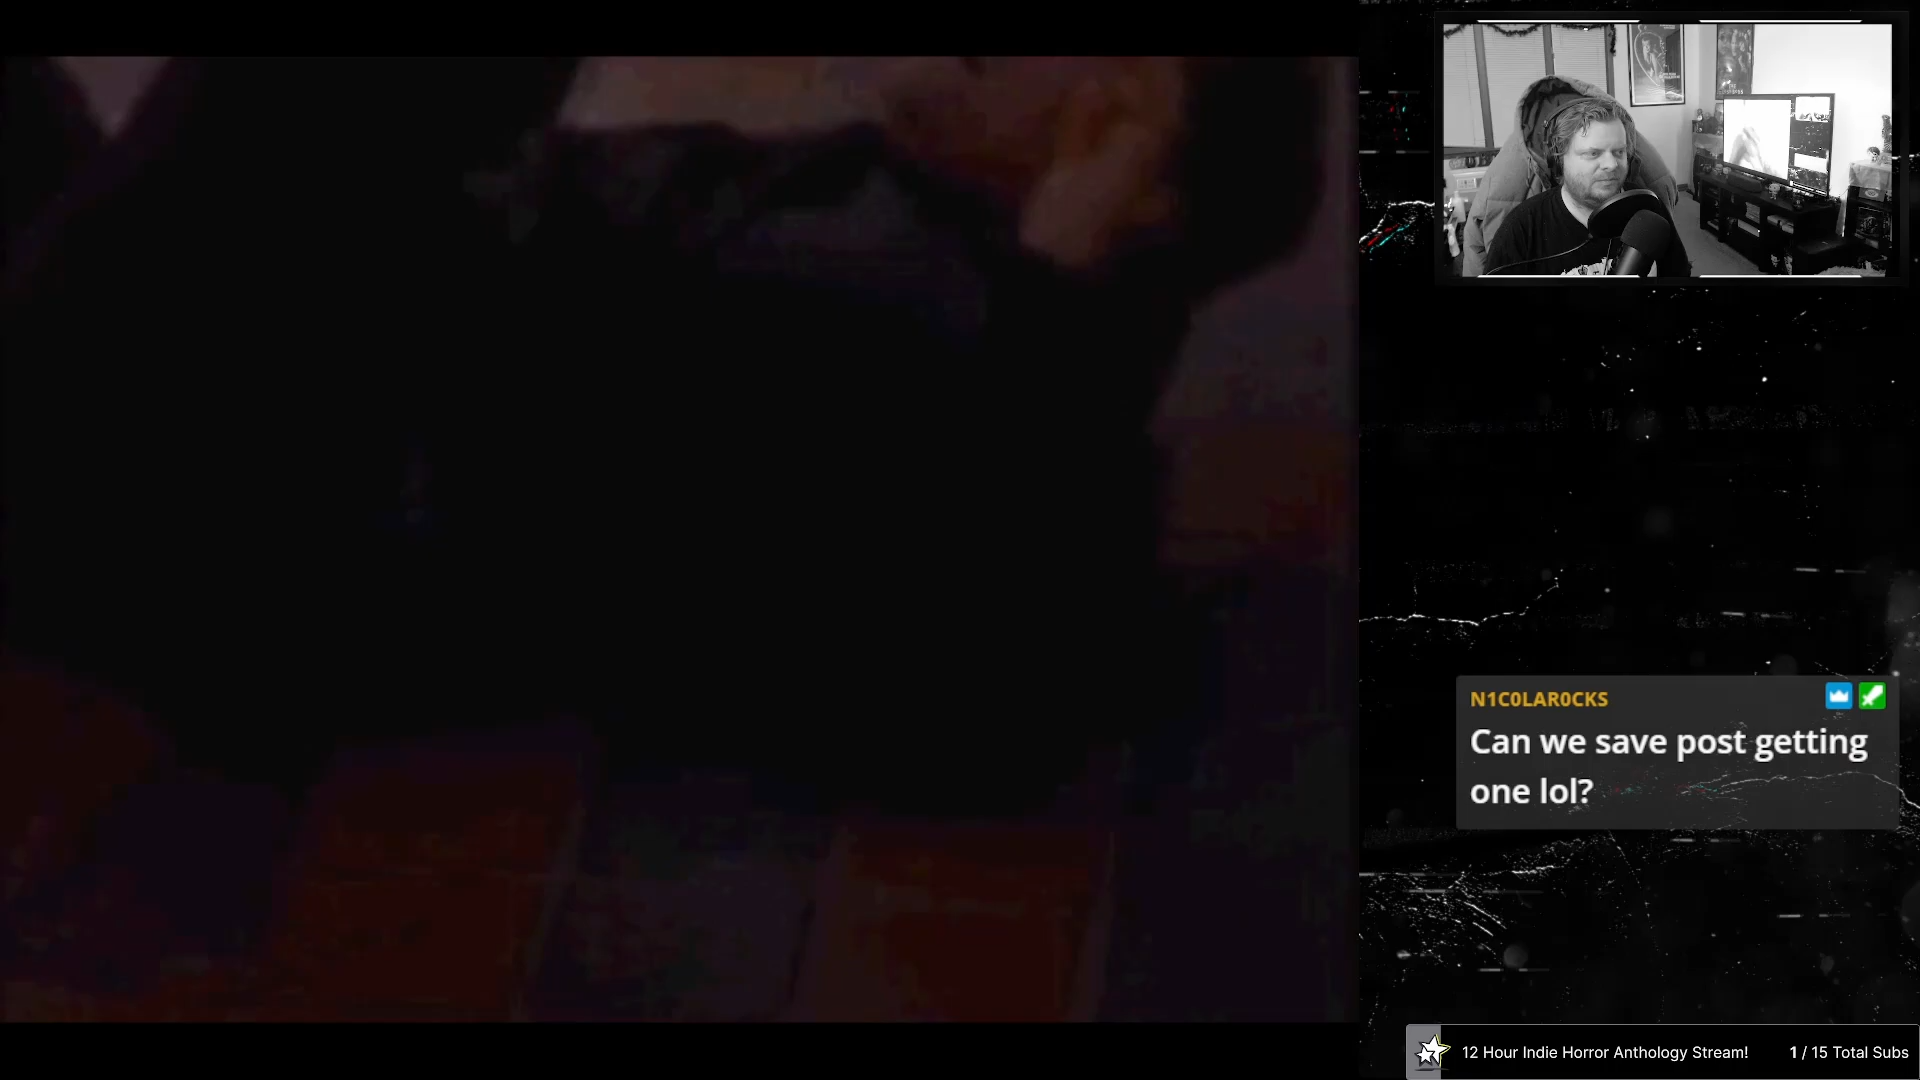 N1C0LAR0CKS
Can we save post getting
one lol?
12 Hour Indie Horror Anthology Stream! 1 / 15 Total Subs